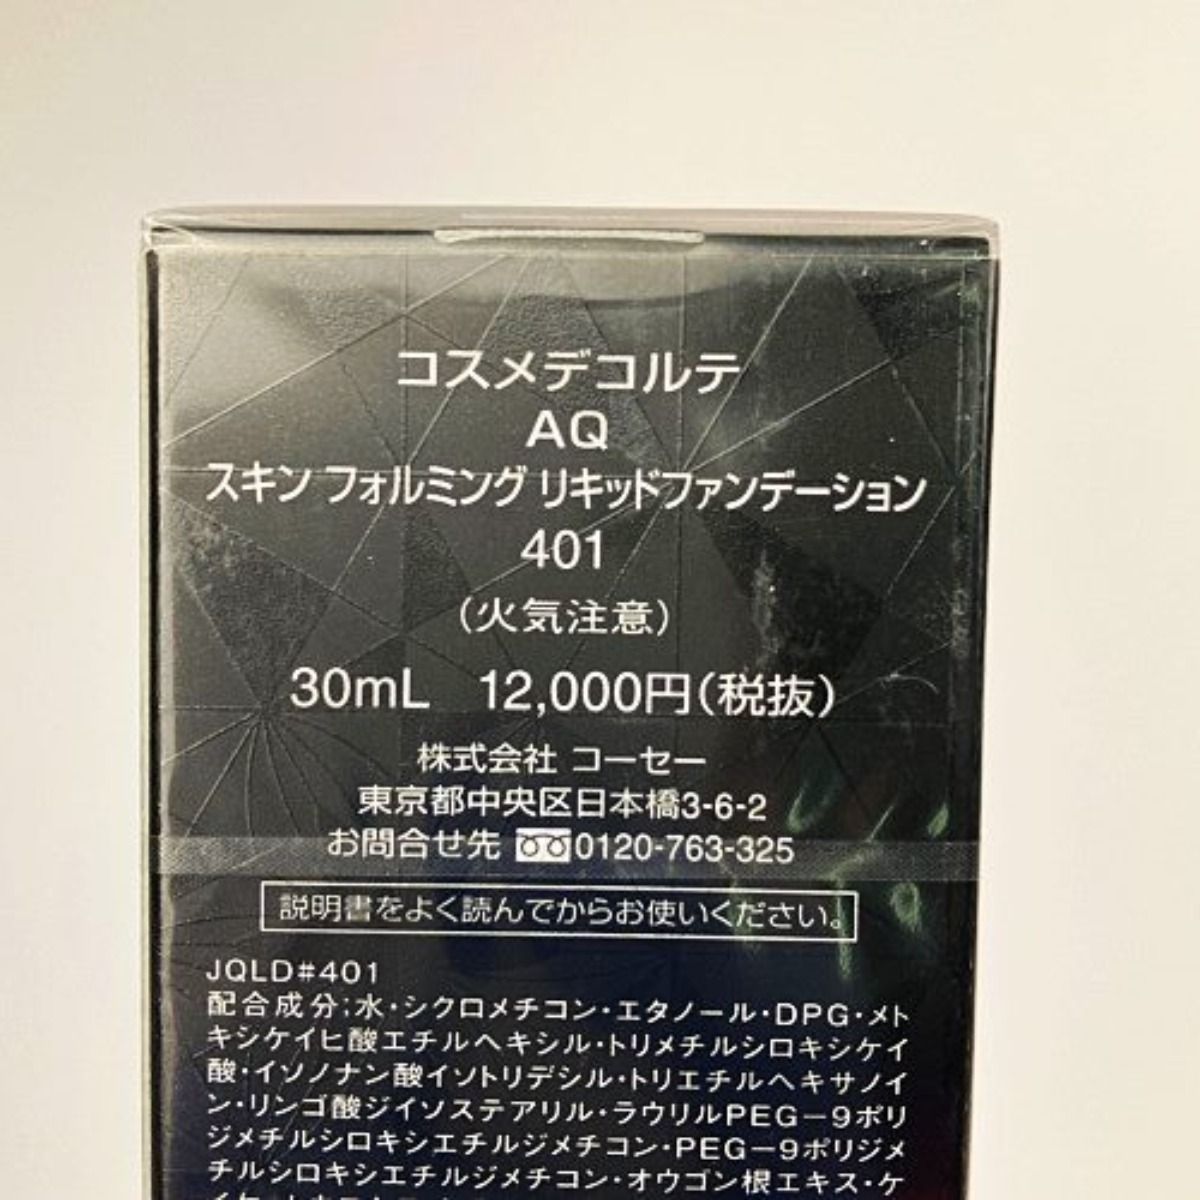 コスメデコルテ
AQ
スキン フォルミング リキッドファンデーション
401
(火気注意)
30mL 12,000円(税抜)
株式会社 コーセー
東京都中央区日本橋3-6-2
お問合せ先 0120-763-325
説明書をよく読んでからお使いください。
JQLD#401
配合成分;水・シクロメチコン・エタノール・DPG・メト
キシケイヒ酸エチルヘキシル・トリメチルシロキシケイ
酸・イソノナン酸イソトリデシル・トリエチルヘキサノイ
ン・リンゴ酸ジイソステアリル・ラウリルPEG-9ポリ
ジメチルシロキシエチルジメチコン・PEG-9ポリジメ
チルシロキシエチルジメチコン・オウゴン根エキス・ケ